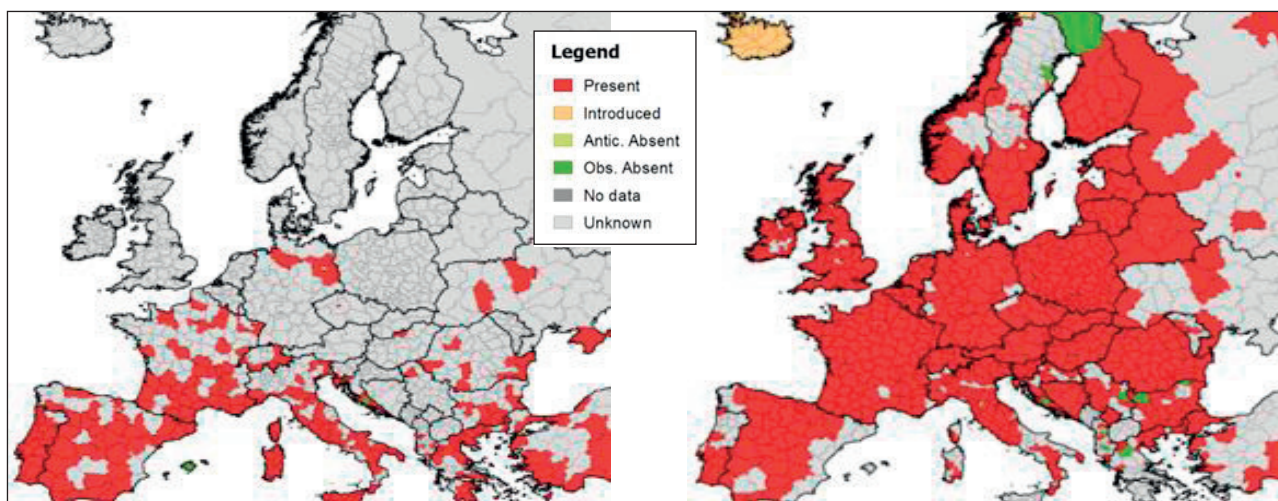 Legend
Present
Introduced
Antic. Absent
Obs. Absent
No data
Unknown